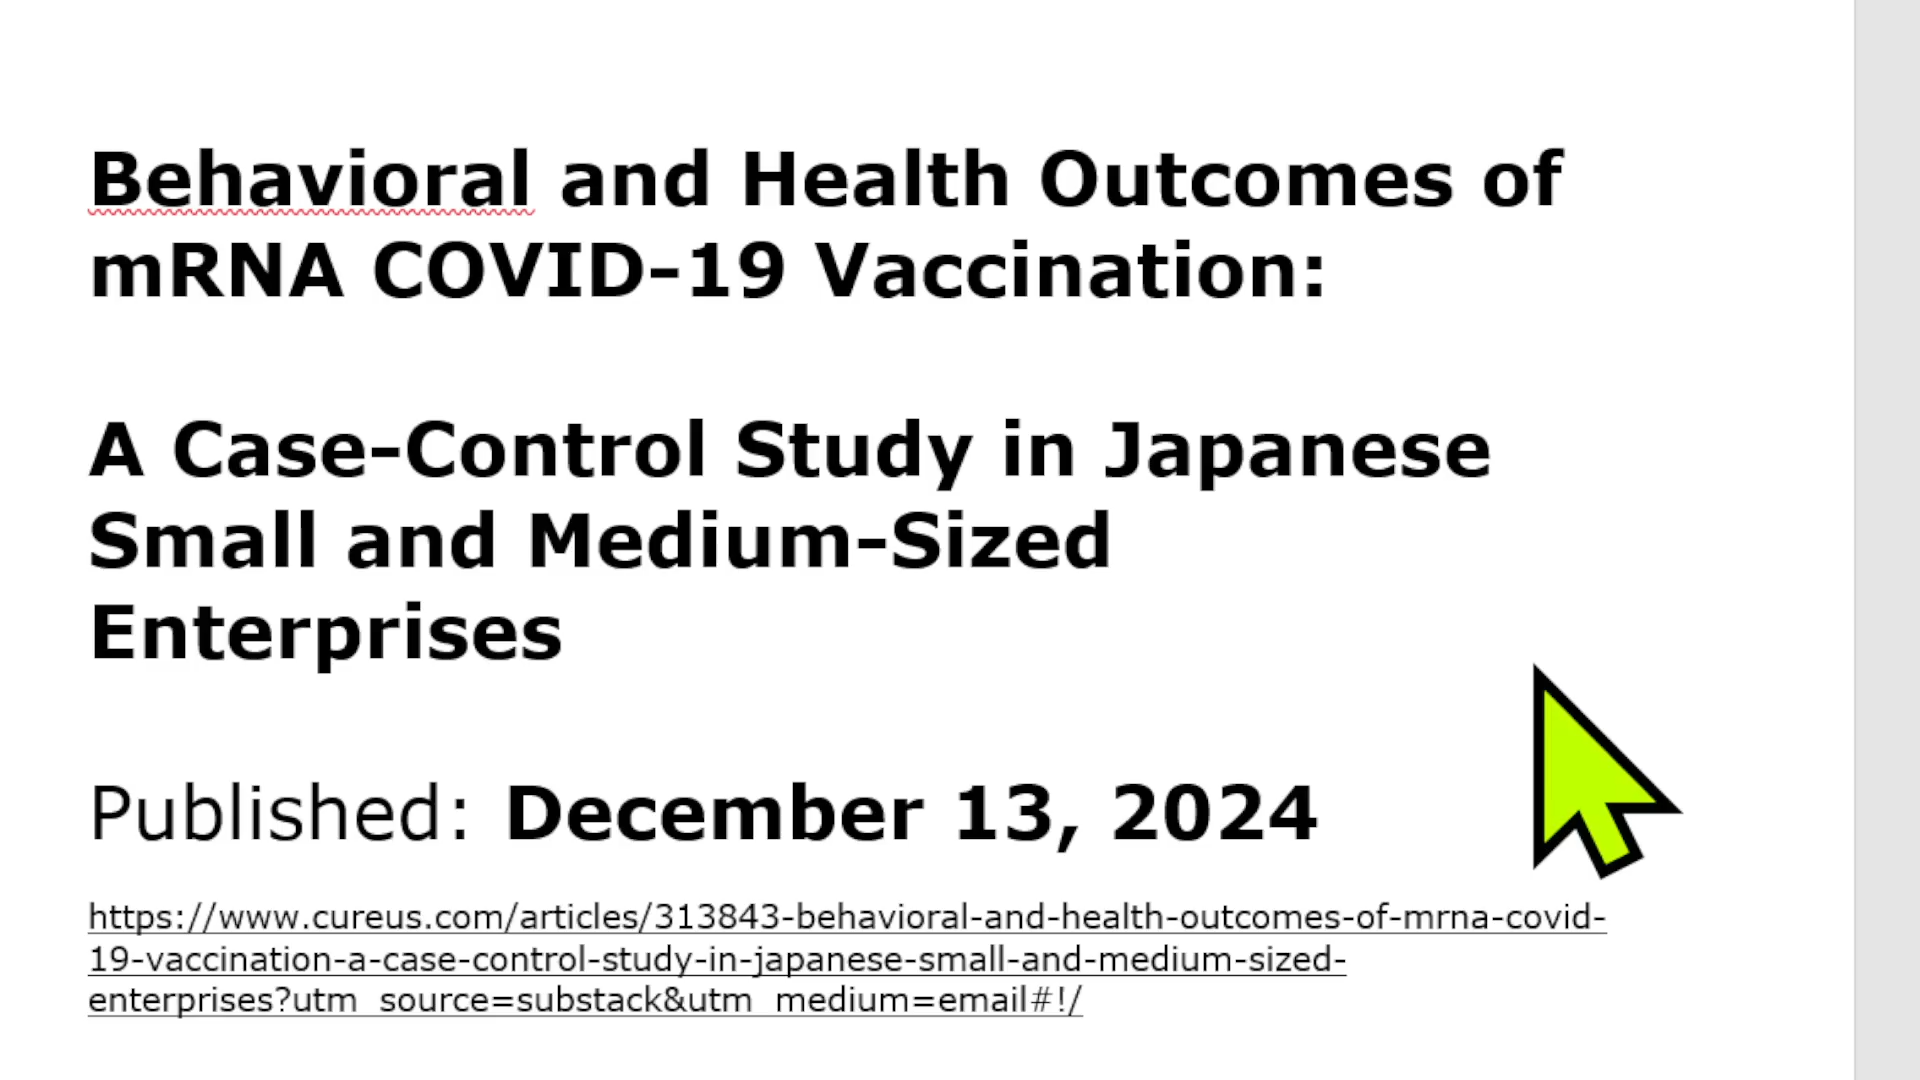 Behavioral and Health Outcomes of
mRNA COVID-19 Vaccination:
A Case-Control Study in Japanese
Small and Medium-Sized
Enterprises
Published: December 13, 2024
https://www.cureus.com/articles/313843-behavioral-and-health-outcomes-of-mrna-covid-
19-vaccination-a-case-control-study-in-japanese-small-and-medium-sized-
enterprises?utm_source=substack&utm_medium=email#!/